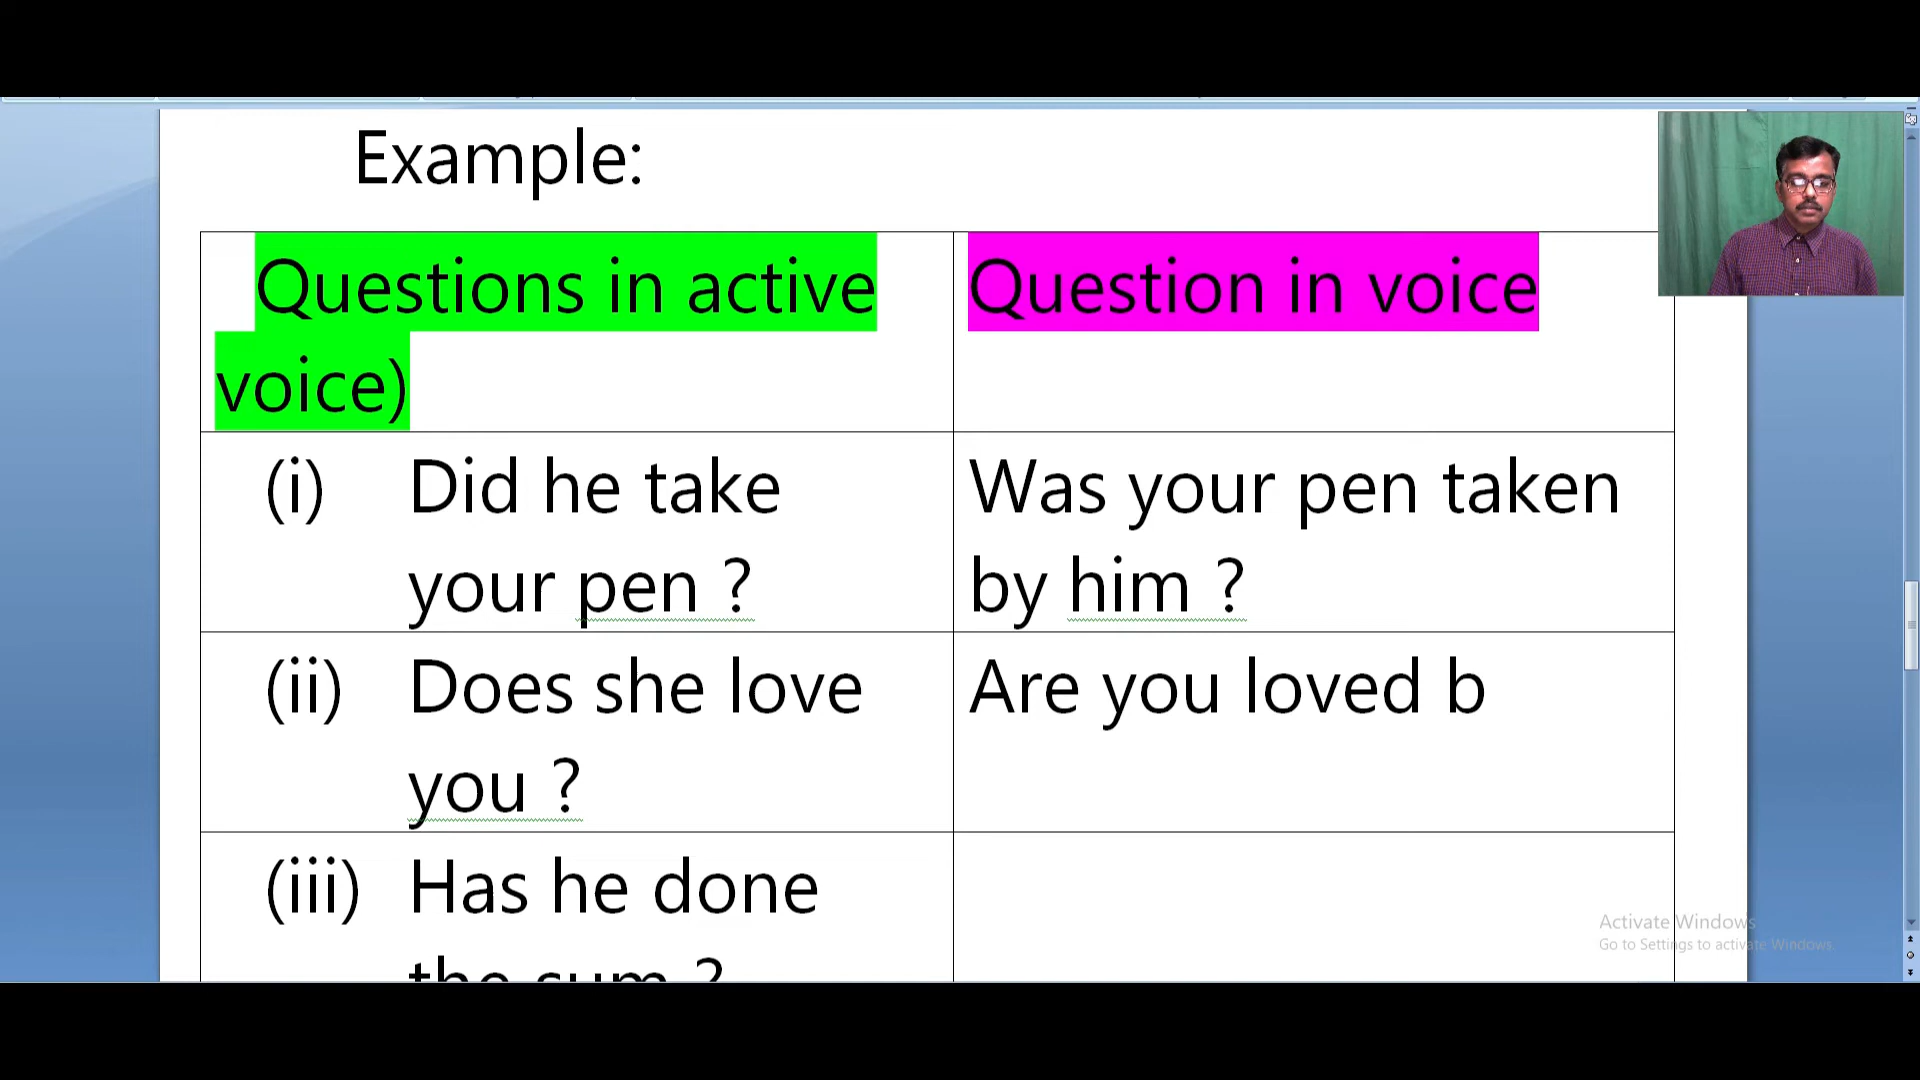 Example:
Questions in active
voice)
Question in voice
(i) Did he take
your pen ?
Was your pen taken
by him ?
(ii) Does she love
you ?
Are you loved b
(iii) Has he done
the sum ?
Activate Windows
Go to Settings to activate Windows.